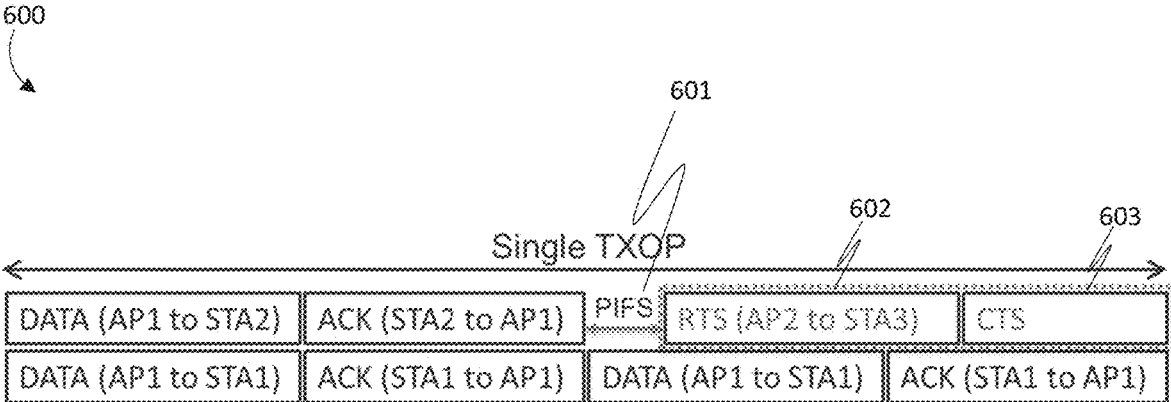 600
601
602
603
Single TXOP
DATA (AP1 to STA2) ACK (STA2 to AP1) PIFS RTS (AP2 to STA3) CTS
DATA (AP1 to STA1) ACK (STA1 to AP1) DATA (AP1 to STA1) ACK (STA1 to AP1)